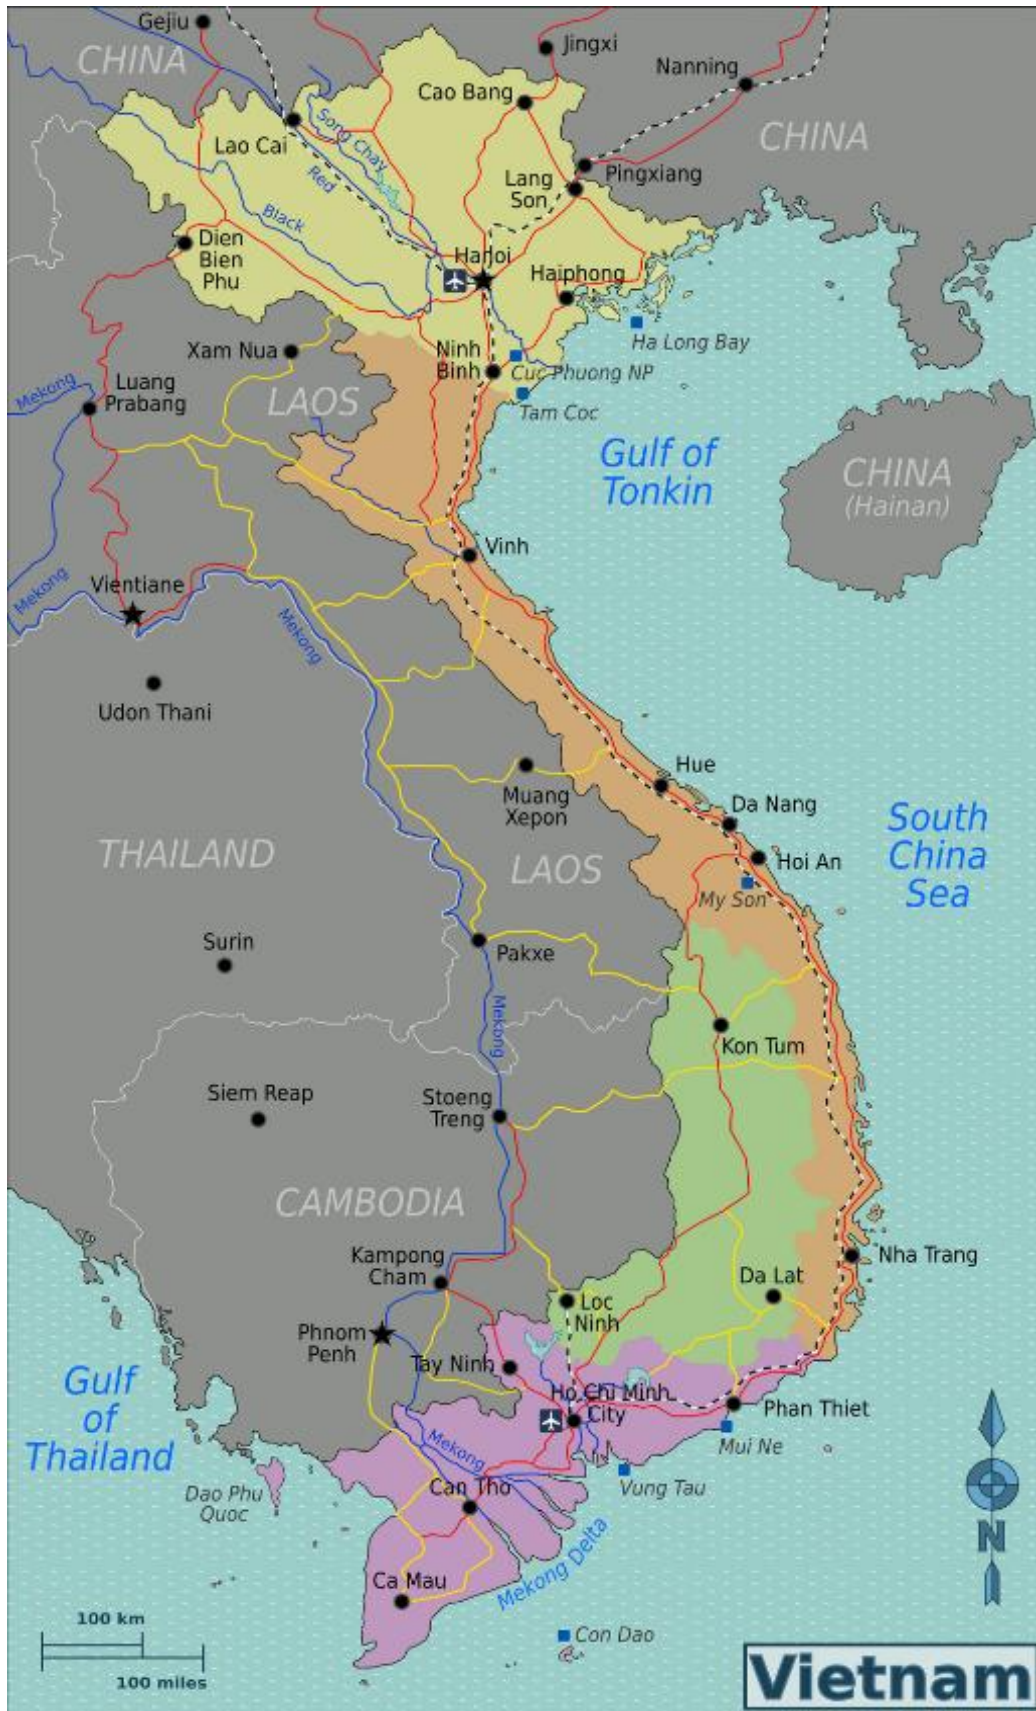 Gejiu
CHINA
Jingxi
Nanning
Cao Bang
CHINA
Lao Cai
Song Chay
Red
Pingxiang
Lang
Son
Black
Dien
Bien
Phu
Hanoi
Haiphong
Ha Long Bay
Xam Nua
Ninh
Binh
Cuc Phuong NP
Mekong
Luang
Prabang
LAOS
Tam Coc
Gulf of
Tonkin
CHINA
(Hainan)
Vinh
Mekong
Vientiane
Mekong
Udon Thani
Hue
Muang
Xepon
Da Nang
South
China
Sea
THAILAND
LAOS
Hoi An
My Son
Surin
Pakxe
Mekong
Kon Tum
Siem Reap
Stoeng
Treng
CAMBODIA
Kampong
Cham
Nha Trang
Da Lat
Loc
Ninh
Phnom
Penh
Tay Ninh
Gulf
of
Thailand
Ho Chi Minh
City
Phan Thiet
Mui Ne
Mekong
Vung Tau
Dao Phu
Quoc
Can Tho
Mekong Delta
N
Ca Mau
Con Dao
100 km
100 miles
Vietnam